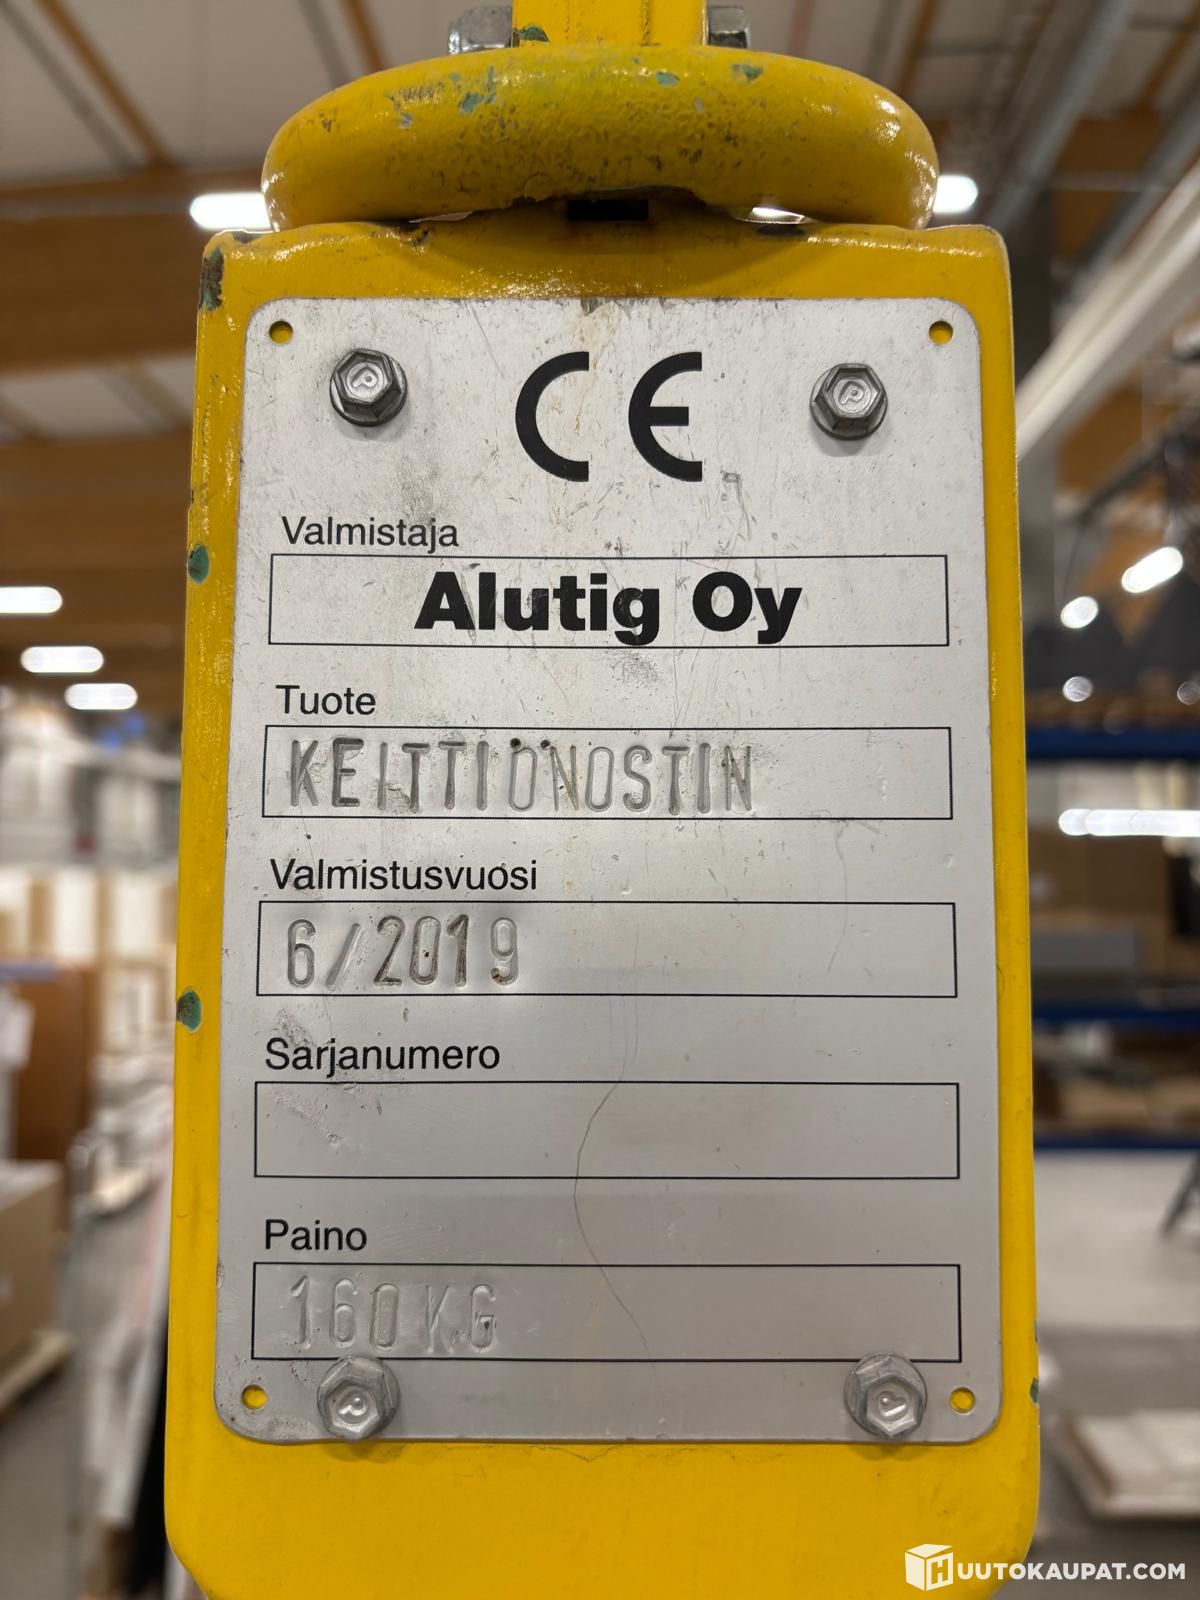 CE
Valmistaja
Alutig Oy
Tuote
KEITTIONOSTIN
Valmistusvuosi
6/2019
Sarjanumero
Paino
160KG
HUUTOKAUPAT.COM